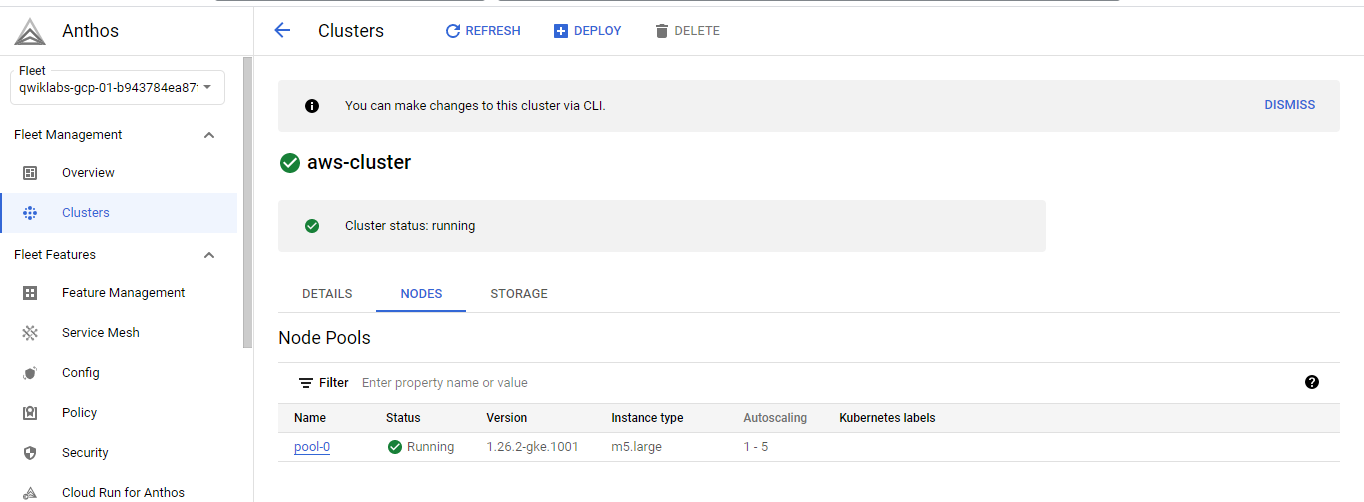 Anthos
Clusters
REFRESH
DEPLOY
DELETE
Fleet
qwiklabs-gcp-01-b943784ea87
Fleet Management
Overview
Clusters
Fleet Features
Feature Management
Service Mesh
Config
Policy
Security
Cloud Run for Anthos
You can make changes to this cluster via CLI.
DISMISS
aws-cluster
Cluster status: running
DETAILS NODES STORAGE
Node Pools
Filter Enter property name or value
Name Status Version Instance type Autoscaling Kubernetes labels
pool-0 Running 1.26.2-gke.1001 m5.large 1 - 5